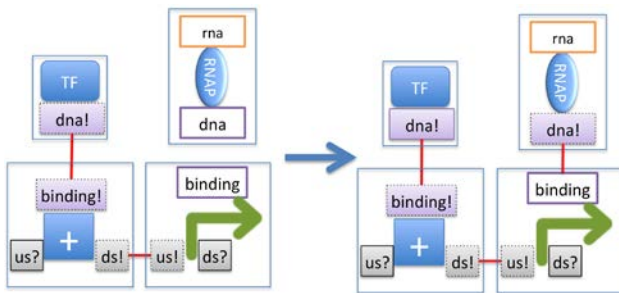 rna
RNAP
dna
TF
dna!
binding!
+
us?
ds!
binding
us!
ds?
rna
RNAP
dna!
TF
dna!
binding!
+
us?
ds!
binding
us!
ds?